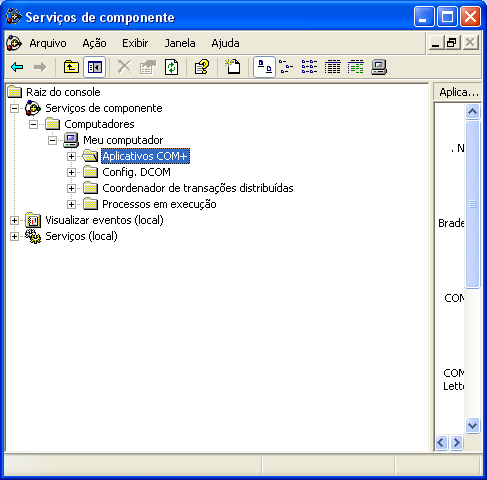 Serviços de componente
Arquivo Ação Exibir Janela Ajuda
Raiz do console
Serviços de componente
Computadores
Meu computador
Aplicativos COM+
Config. DCOM
Coordenador de transações distribuídas
Processos em execução
Visualizar eventos (local)
Serviços (local)
Aplica...
. N
Brade
COM
COM
Lette